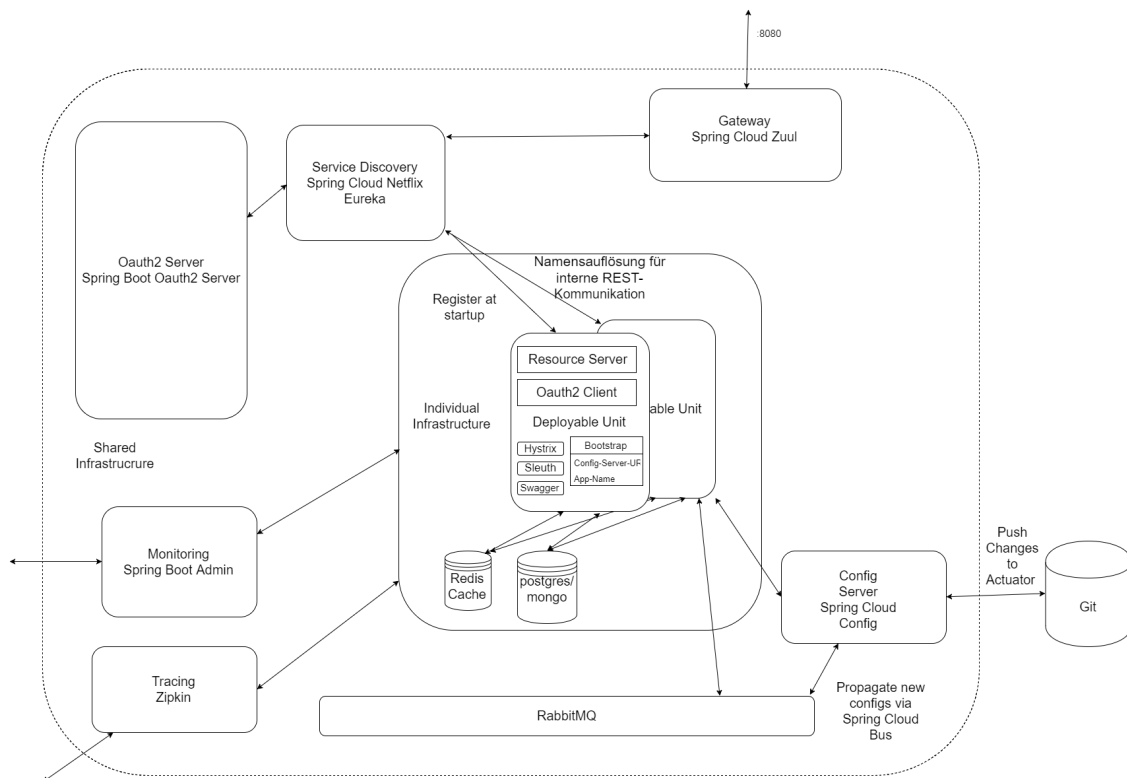 :8080
Gateway
Spring Cloud Zuul
Service Discovery
Spring Cloud Netflix
Eureka
Oauth2 Server
Spring Boot Oauth2 Server
Namensauflösung für
interne REST-
Kommunikation
Register at
startup
Resource Server
Oauth2 Client
Deployable Unit
able Unit
Individual
Infrastructure
Hystrix
Sleuth
Swagger
Bootstrap
Config-Server-UR
App-Name
Shared
Infrastrucrure
Monitoring
Spring Boot Admin
Redis
Cache
postgres/
mongo
Config
Server
Spring Cloud
Config
Push
Changes
to
Actuator
Git
Tracing
Zipkin
RabbitMQ
Propagate new
configs via
Spring Cloud
Bus